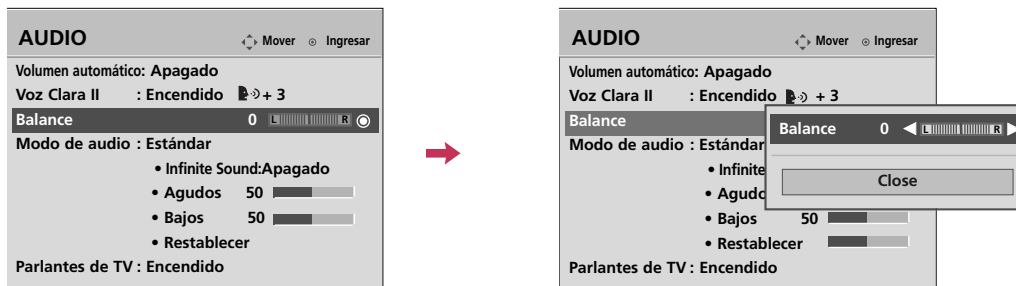 AUDIO
Mover Ingresar
Volumen automático: Apagado
Voz Clara II : Encendido + 3
Balance 0 L R
Modo de audio : Estándar
• Infinite Sound:Apagado
• Agudos 50
• Bajos 50
• Restablecer
Parlantes de TV : Encendido
AUDIO
Mover Ingresar
Volumen automático: Apagado
Voz Clara II : Encendido + 3
Balance
Modo de audio : Estándar
• Infinite
• Agudo
• Bajos 50
• Restablecer
Parlantes de TV : Encendido
Balance 0 L R
Close